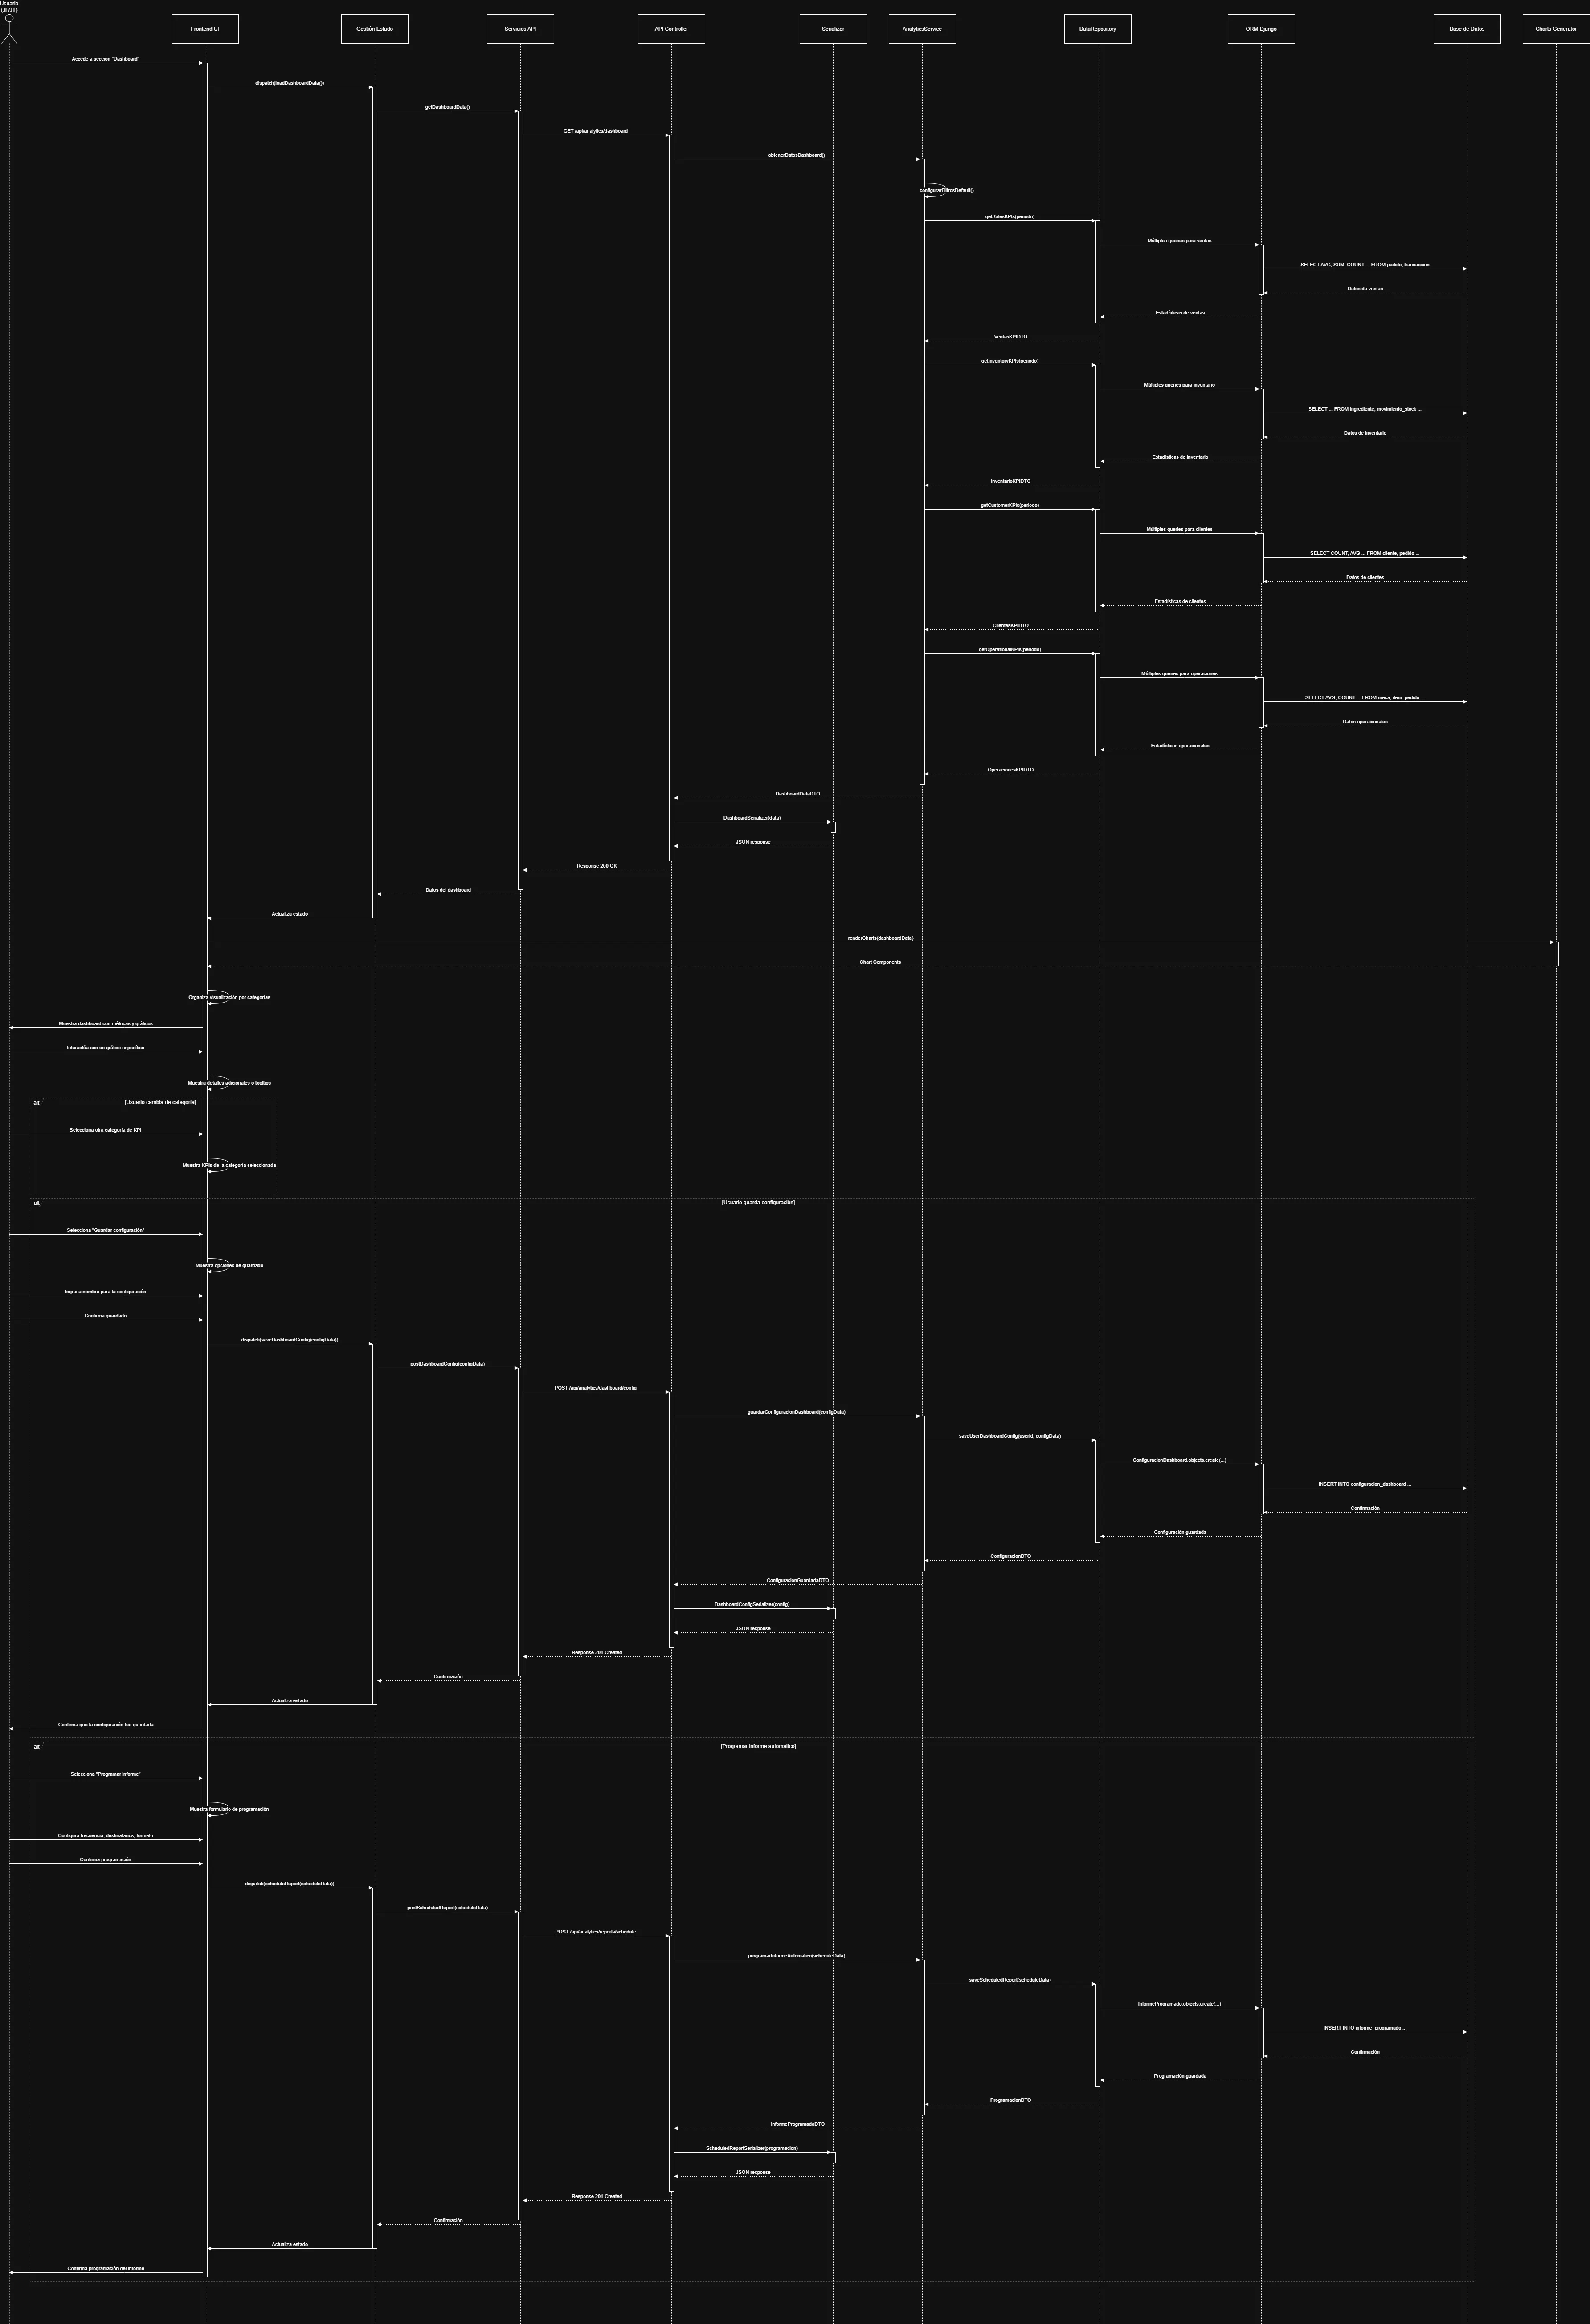 Usuario
(JL/JT)
Frontend UI
Gestión Estado
Servicios API
API Controller
Serializer
AnalyticsService
DataRepository
ORM Django
Base de Datos
Charts Generator
Accede a sección "Dashboard"
dispatch(loadDashboardData())
getDashboardData()
GET /api/analytics/dashboard
obtenerDatosDashboard()
configurarFiltrosDefault()
getSalesKPIs(periodo)
Múltiples queries para ventas
SELECT AVG, SUM, COUNT ... FROM pedido, transaccion
Datos de ventas
Estadísticas de ventas
VentasKPIDTO
getInventoryKPIs(periodo)
Múltiples queries para inventario
SELECT ... FROM ingrediente, movimiento_stock ...
Datos de inventario
Estadísticas de inventario
InventarioKPIDTO
getCustomerKPIs(periodo)
Múltiples queries para clientes
SELECT COUNT, AVG ... FROM cliente, pedido ...
Datos de clientes
Estadísticas de clientes
ClientesKPIDTO
getOperationalKPIs(periodo)
Múltiples queries para operaciones
SELECT AVG, COUNT ... FROM mesa, item_pedido ...
Datos operacionales
Estadísticas operacionales
OperacionesKPIDTO
DashboardDataDTO
DashboardSerializer(data)
JSON response
Response 200 OK
Datos del dashboard
Actualiza estado
renderCharts(dashboardData)
Chart Components
Organiza visualización por categorías
Muestra dashboard con métricas y gráficos
Interactúa con un gráfico específico
Muestra detalles adicionales o tooltips
alt
[Usuario cambia de categoría]
Selecciona otra categoría de KPI
Muestra KPIs de la categoría seleccionada
alt
[Usuario guarda configuración]
Selecciona "Guardar configuración"
Muestra opciones de guardado
Ingresa nombre para la configuración
Confirma guardado
dispatch(saveDashboardConfig(configData))
postDashboardConfig(configData)
POST /api/analytics/dashboard/config
guardarConfiguracionDashboard(configData)
saveUserDashboardConfig(userId, configData)
ConfiguracionDashboard.objects.create(...)
INSERT INTO configuracion_dashboard ...
Confirmación
Configuración guardada
ConfiguracionDTO
ConfiguracionGuardadaDTO
DashboardConfigSerializer(config)
JSON response
Response 201 Created
Confirmación
Actualiza estado
Confirma que la configuración fue guardada
alt
[Programar informe automático]
Selecciona "Programar informe"
Muestra formulario de programación
Configura frecuencia, destinatarios, formato
Confirma programación
dispatch(scheduleReport(scheduleData))
postScheduledReport(scheduleData)
POST /api/analytics/reports/schedule
programarInformeAutomatico(scheduleData)
saveScheduledReport(scheduleData)
InformeProgramado.objects.create(...)
INSERT INTO informe_programado ...
Confirmación
Programación guardada
ProgramacionDTO
InformeProgramadoDTO
ScheduledReportSerializer(programacion)
JSON response
Response 201 Created
Confirmación
Actualiza estado
Confirma programación del informe